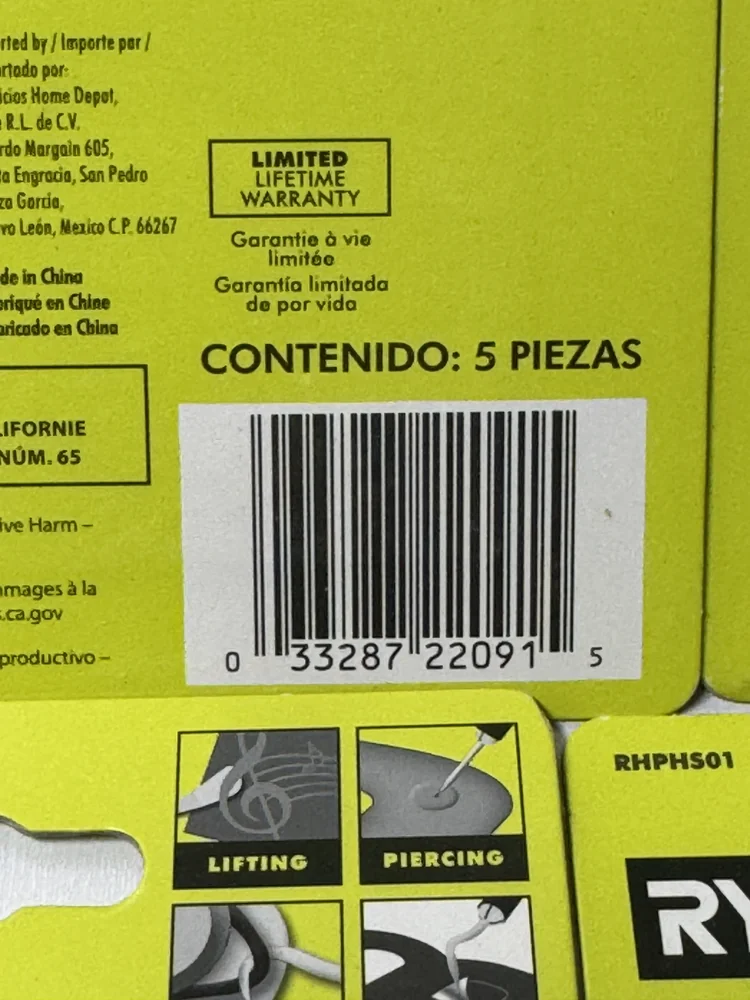 rted by / Importe par /
rtado por:
icios Home Depot,
R.L. de C.V.
rdo Margain 605,
ta Engracia, San Pedro
za Garcia,
vo León, Mexico C.P. 66267
de in China
briqué en Chine
bricado en China
LIFORNIE
NÚM. 65
ive Harm –
mmages à la
s.ca.gov
productivo –
LIMITED
LIFETIME
WARRANTY
Garantie à vie
limitée
Garantía limitada
de por vida
CONTENIDO: 5 PIEZAS
0 33287 22091 5
LIFTING
PIERCING
RHPHS01
RY